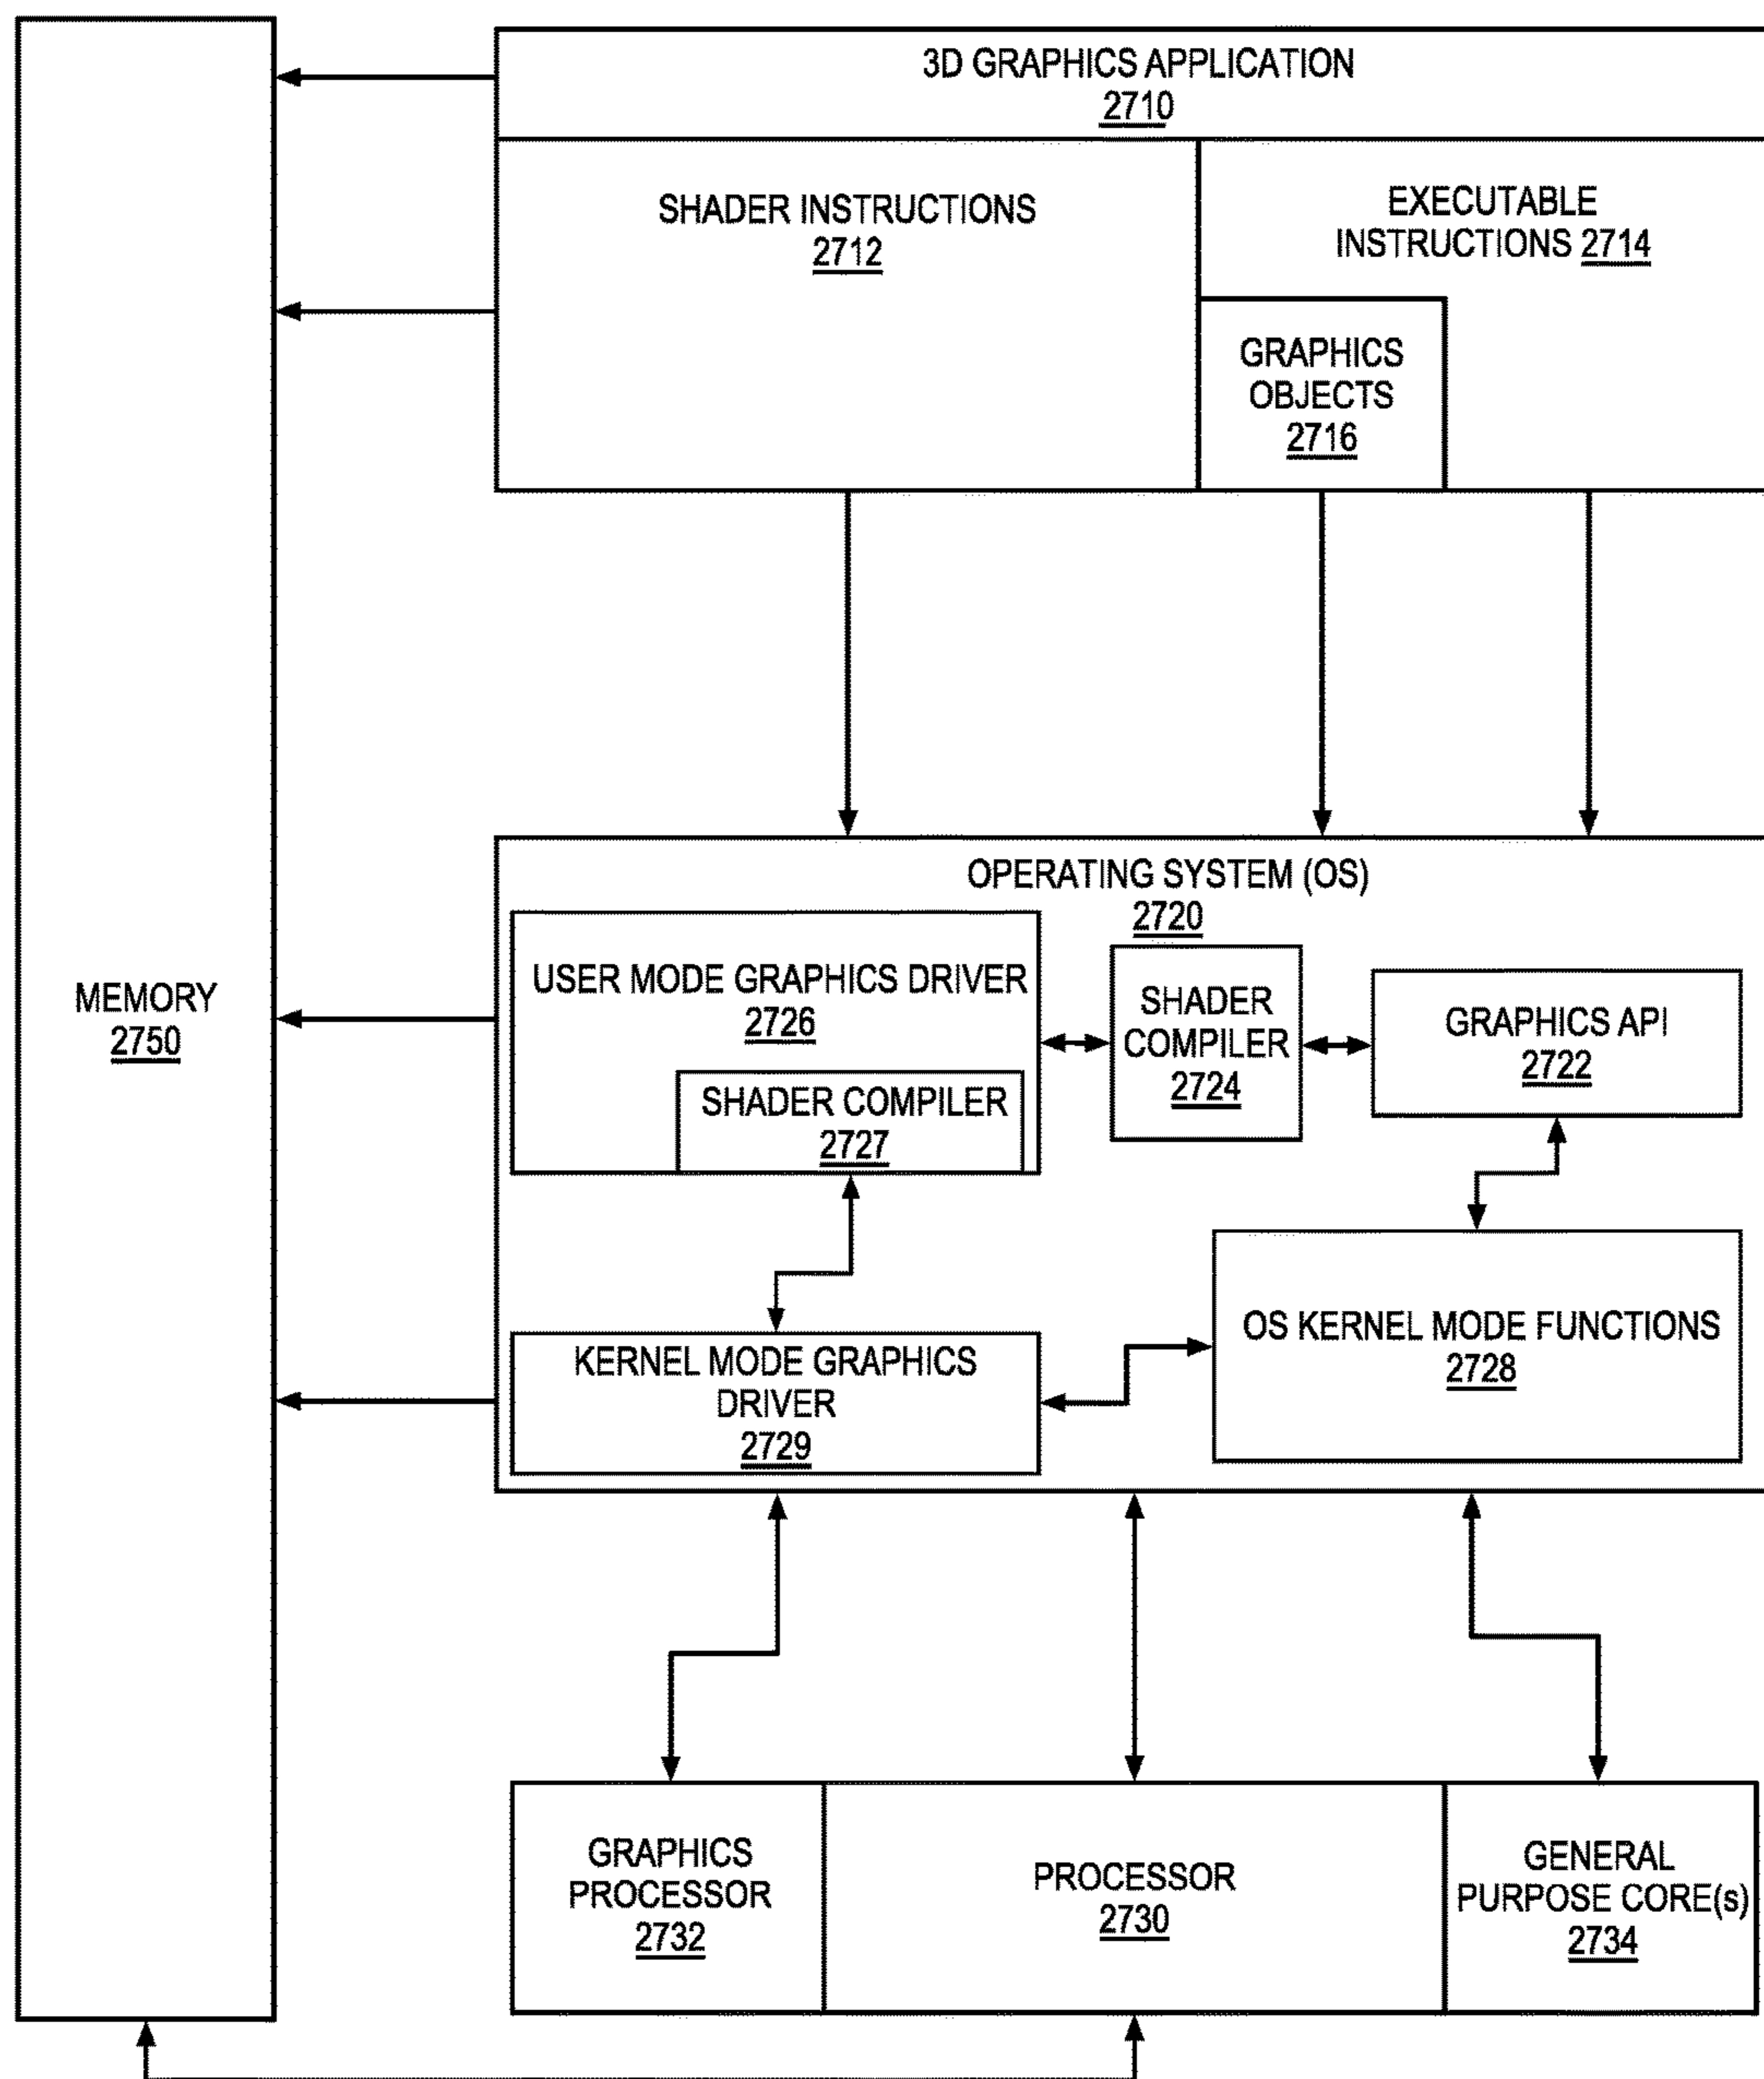 3D GRAPHICS APPLICATION
2710
SHADER INSTRUCTIONS
2712
EXECUTABLE
INSTRUCTIONS 2714
GRAPHICS
OBJECTS
2716
MEMORY
2750
OPERATING SYSTEM (OS)
2720
USER MODE GRAPHICS DRIVER
2726
SHADER COMPILER
2727
SHADER
COMPILER
2724
GRAPHICS API
2722
KERNEL MODE GRAPHICS
DRIVER
2729
OS KERNEL MODE FUNCTIONS
2728
GRAPHICS
PROCESSOR
2732
PROCESSOR
2730
GENERAL
PURPOSE CORE(s)
2734